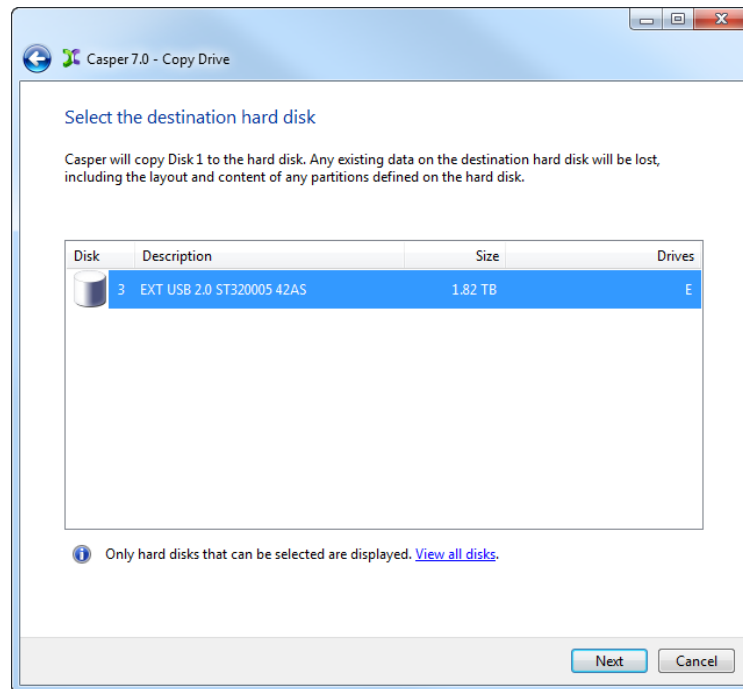 Casper 7.0 - Copy Drive
Select the destination hard disk
Casper will copy Disk 1 to the hard disk. Any existing data on the destination hard disk will be lost,
including the layout and content of any partitions defined on the hard disk.
Disk Description Size Drives
3 EXT USB 2.0 ST320005 42AS 1.82 TB E
Only hard disks that can be selected are displayed. View all disks.
Next Cancel